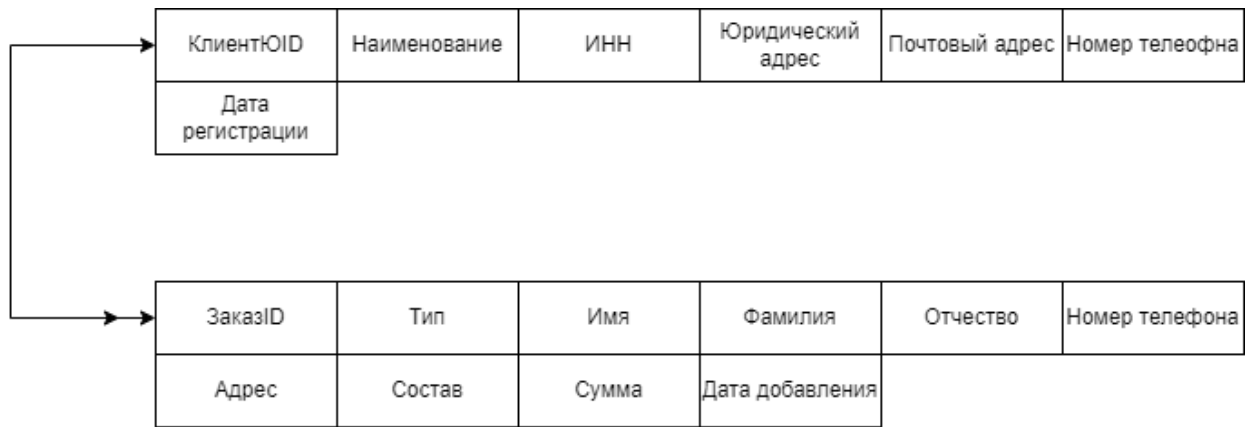 КлиентЮID
Наименование
ИНН
Юридический
адрес
Почтовый адрес
Номер телеофна
Дата
регистрации
ЗаказID
Тип
Имя
Фамилия
Отчество
Номер телефона
Адрес
Состав
Сумма
Дата добавления